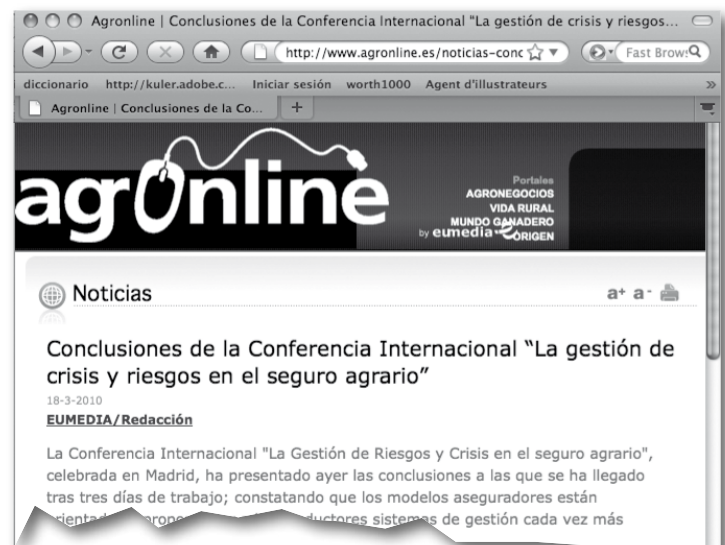 Agronline | Conclusiones de la Conferencia Internacional "La gestión de crisis y riesgos...
http://www.agronline.es/noticias-conc
Fast Brows
diccionario http://kuler.adobe.c... Iniciar sesión worth1000 Agent d'illustrateurs »
Agronline | Conclusiones de la Co... +
agronline
Portales
AGRONEGOCIOS
VIDA RURAL
MUNDO GANADERO
by eumedia ORIGEN
Noticias a+ a-
Conclusiones de la Conferencia Internacional “La gestión de
crisis y riesgos en el seguro agrario”
18-3-2010
EUMEDIA/Redacción
La Conferencia Internacional "La Gestión de Riesgos y Crisis en el seguro agrario",
celebrada en Madrid, ha presentado ayer las conclusiones a las que se ha llegado
tras tres días de trabajo; constatando que los modelos aseguradores están
sistemas de gestión cada vez más